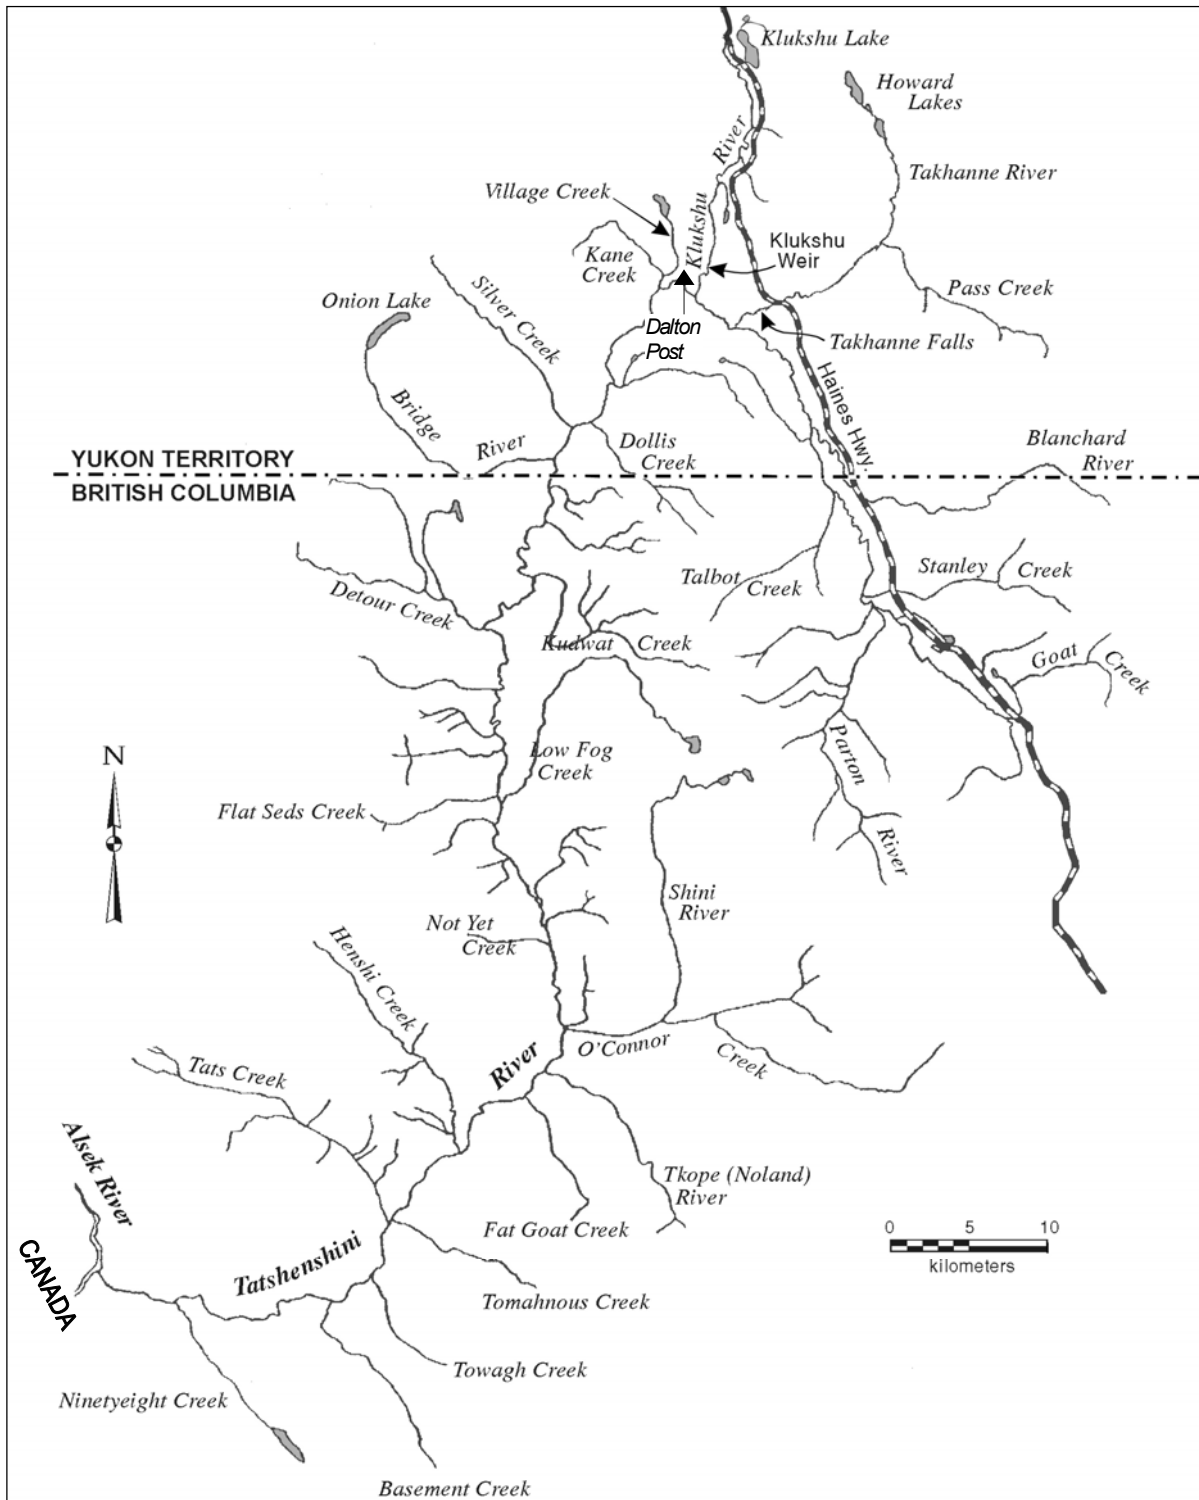 Klukshu Lake
Howard
Lakes
River
Takhanne River
Village Creek
Klukshu
Kane
Creek
Klukshu
Weir
Silver Creek
Pass Creek
Onion Lake
Dalton
Post
Takhanne Falls
Haines Hwy.
Bridge
River
Dollis
Creek
Blanchard
River
YUKON TERRITORY
BRITISH COLUMBIA
Detour Creek
Talbot
Creek
Stanley
Creek
Kudwat Creek
Goat
Creek
Low Fog
Creek
Parton
River
N
Flat Seds Creek
Shini
River
Not Yet
Creek
Henshi Creek
River
O'Connor
Creek
Tats Creek
Alsek River
Tkope (Noland)
River
Fat Goat Creek
0 5 10
kilometers
CANADA
Tatshenshini
Tomahnous Creek
Towagh Creek
Ninetyeight Creek
Basement Creek